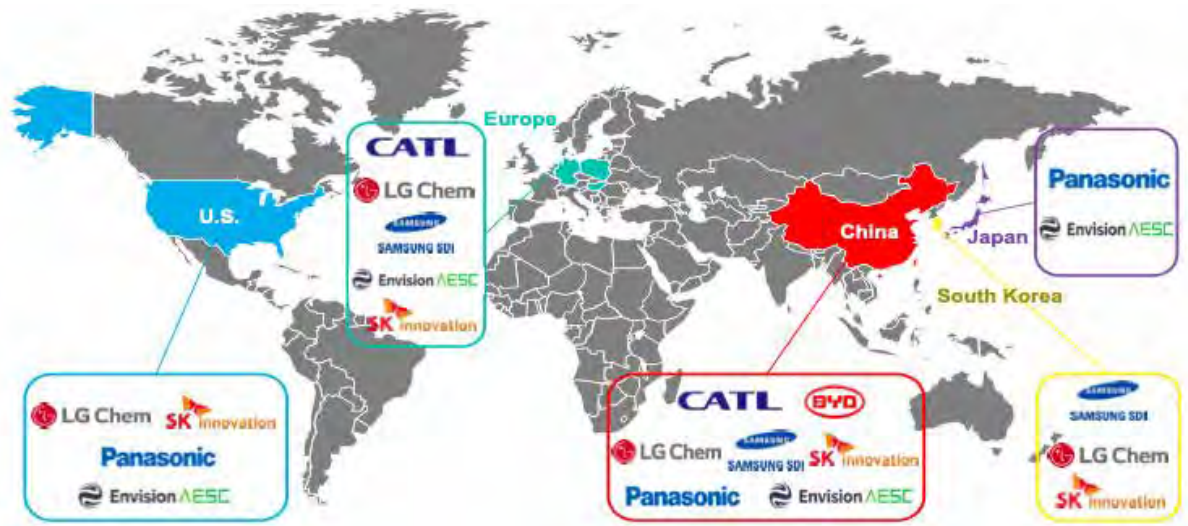 Europe
CATL
LG Chem
SAMSUNG
SAMSUNG SDI
Envision AESC
SK innovation
U.S.
LG Chem SK innovation
Panasonic
Envision AESC
China
CATL BYD
LG Chem SAMSUNG SAMSUNG SDI SK innovation
Panasonic Envision AESC
Japan
Panasonic
Envision AESC
South Korea
SAMSUNG
SAMSUNG SDI
LG Chem
SK innovation